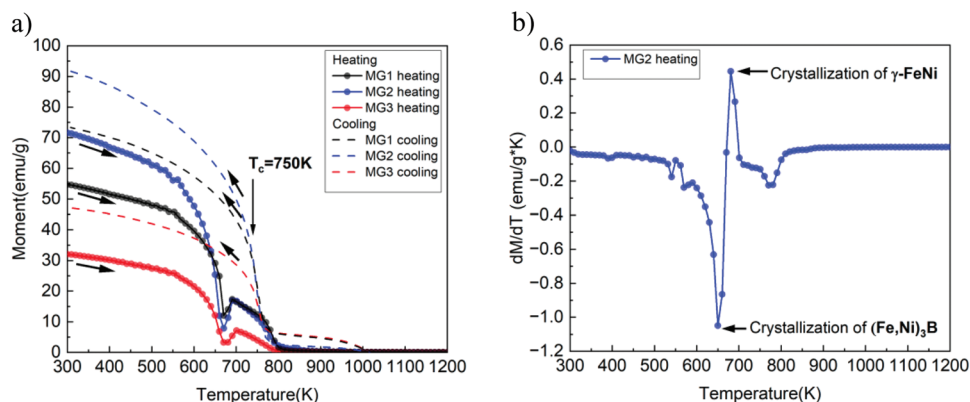 a)
Moment(emu/g)
100
90
80
70
60
50
40
30
20
10
0
Heating
MG1 heating
MG2 heating
MG3 heating
Cooling
MG1 cooling
MG2 cooling
MG3 cooling
Tc=750K
300 400 500 600 700 800 900 1000 1100 1200
Temperature(K)
b)
dM/dT (emu/g*K)
0.6
0.4
0.2
0.0
−0.2
−0.4
−0.6
−0.8
−1.0
−1.2
MG2 heating
Crystallization of γ-FeNi
Crystallization of (Fe,Ni)₃B
300 400 500 600 700 800 900 1000 1100 1200
Temperature(K)